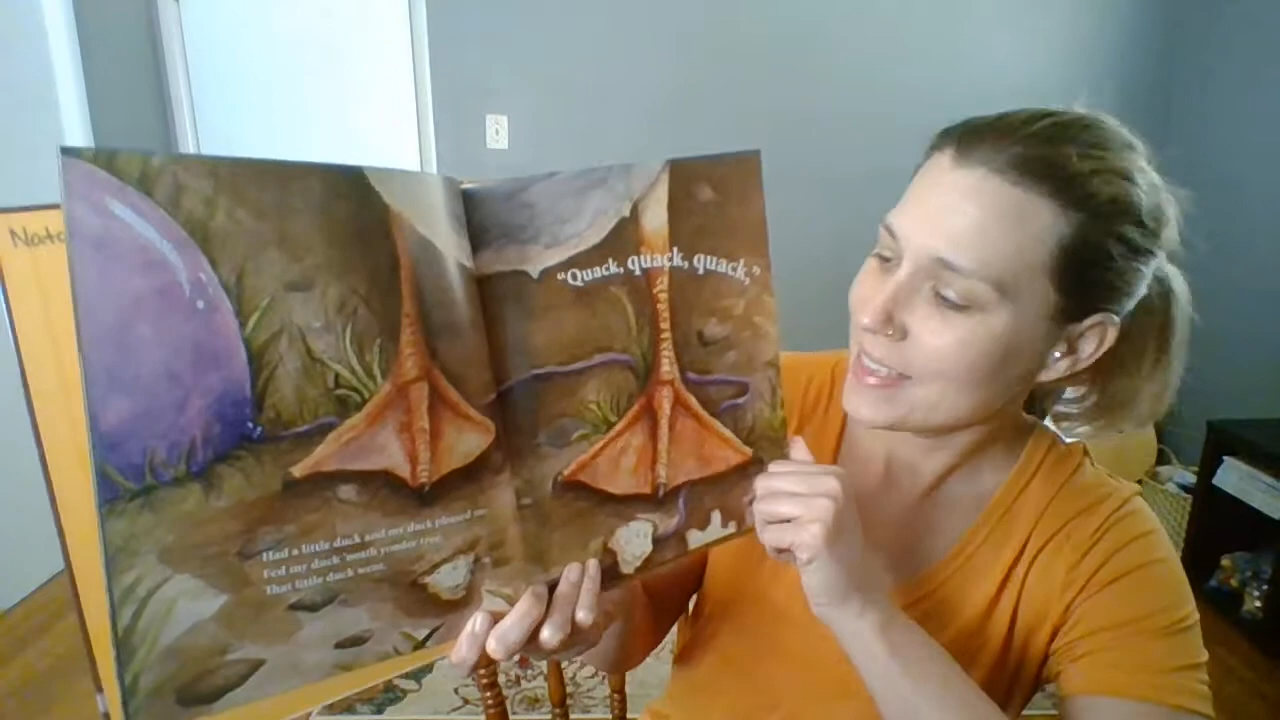 Nata
Had a little duck and my duck pleased me
Fed my duck 'neath yonder tree.
That little duck went,
"Quack, quack, quack,"